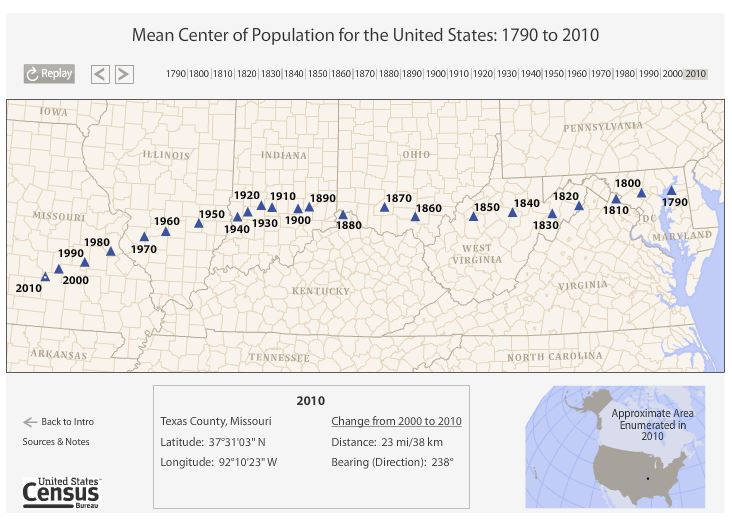 Mean Center of Population for the United States: 1790 to 2010
Replay < > 1790|1800|1810|1820|1830|1840|1850|1860|1870|1880|1890|1900|1910|1920|1930|1940|1950|1960|1970|1980|1990|2000|2010
IOWA
ILLINOIS
INDIANA
OHIO
PENNSYLVANIA
MISSOURI
WEST
VIRGINIA
DC
MARYLAND
KENTUCKY
VIRGINIA
ARKANSAS
TENNESSEE
NORTH CAROLINA
2010
2000
1990
1980
1970
1960
1950
1940
1920
1930
1910
1900
1890
1880
1870
1860
1850
1840
1830
1820
1810
1800
1790
2010
Texas County, Missouri
Latitude: 37°31'03" N
Longitude: 92°10'23" W
Change from 2000 to 2010
Distance: 23 mi/38 km
Bearing (Direction): 238°
Back to Intro
Sources & Notes
United States™
Census
Bureau
Approximate Area
Enumerated in
2010